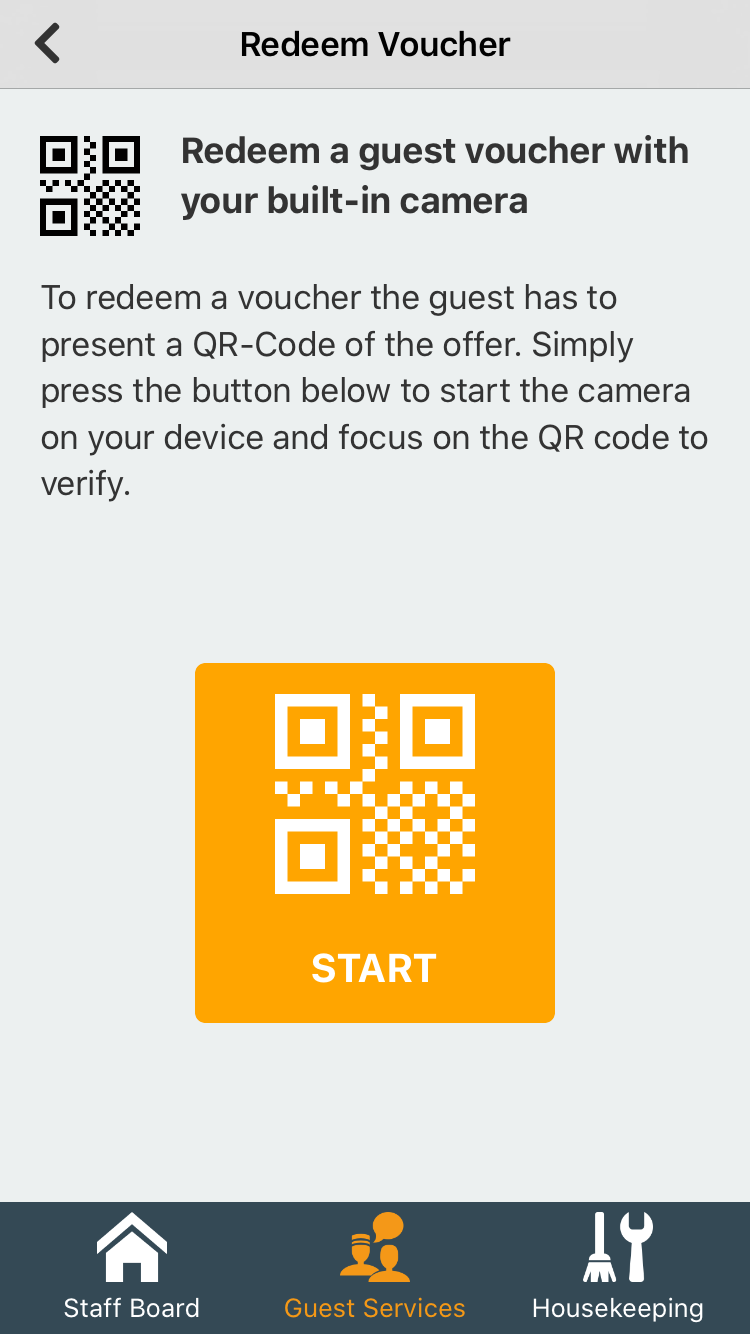 Redeem Voucher
Redeem a guest voucher with
your built-in camera
To redeem a voucher the guest has to
present a QR-Code of the offer. Simply
press the button below to start the camera
on your device and focus on the QR code to
verify.
START
Staff Board
Guest Services
Housekeeping